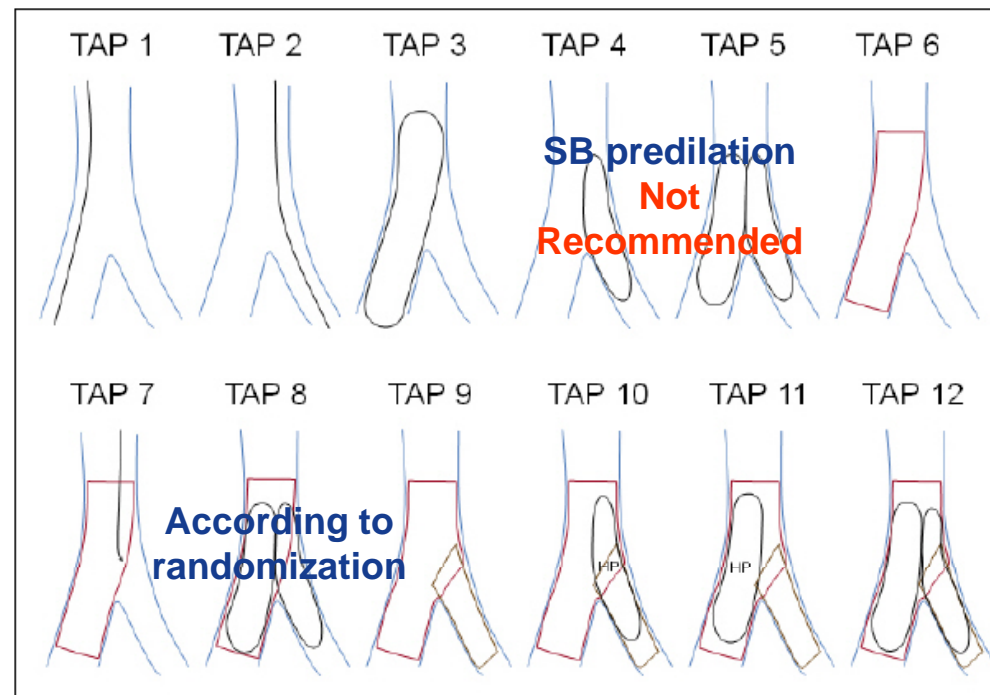 TAP 1 TAP 2 TAP 3 TAP 4 TAP 5 TAP 6
SB predilation
Not
Recommended
TAP 7 TAP 8 TAP 9 TAP 10 TAP 11 TAP 12
According to
randomization
HP HP